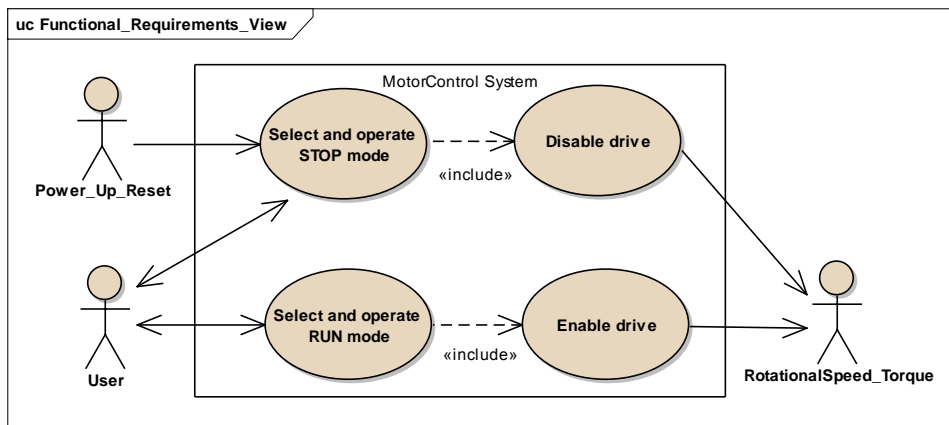 uc Functional_Requirements_View
MotorControl System
Select and operate
STOP mode
«include»
Disable drive
Power_Up_Reset
Select and operate
RUN mode
«include»
Enable drive
User
RotationalSpeed_Torque